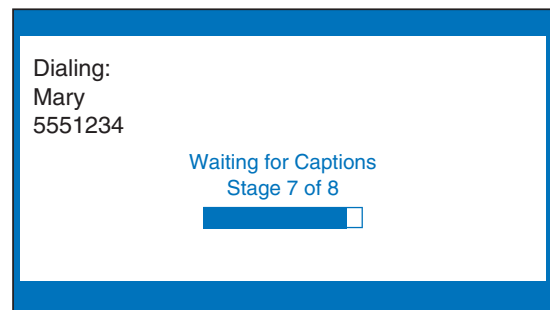 Dialing:
Mary
5551234
Waiting for Captions
Stage 7 of 8